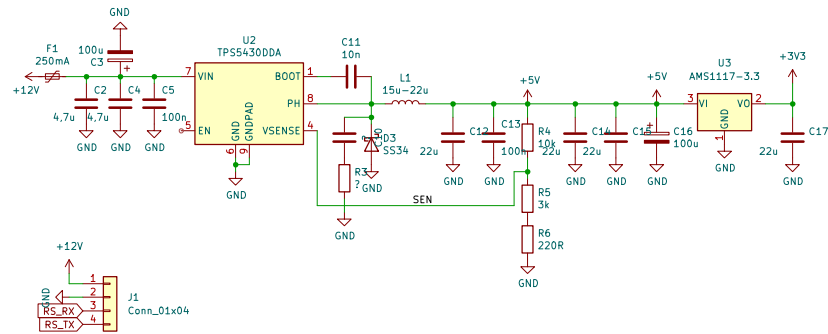 GND
F1
250mA
+12V
100u
C3
+
C2
4,7u
GND
C4
4,7u
GND
C5
100n
GND
U2
TPS5430DDA
7
VIN
5
EN
BOOT
1
PH
8
VSENSE
4
GND
6
GNDPAD
9
GND
C11
10n
L1
15u-22u
D3
SS34
GND
R3
?
GND
SEN
+5V
C12
22u
GND
C13
100n
GND
R4
10k
R5
3k
R6
220R
GND
C14
22u
GND
C15
22u
GND
+5V
+
C16
100u
GND
U3
AMS1117-3.3
3
VI
VO
2
GND
1
GND
+3V3
C17
22u
GND
+12V
GND
1
2
3
4
RS_RX
RS_TX
J1
Conn_01x04